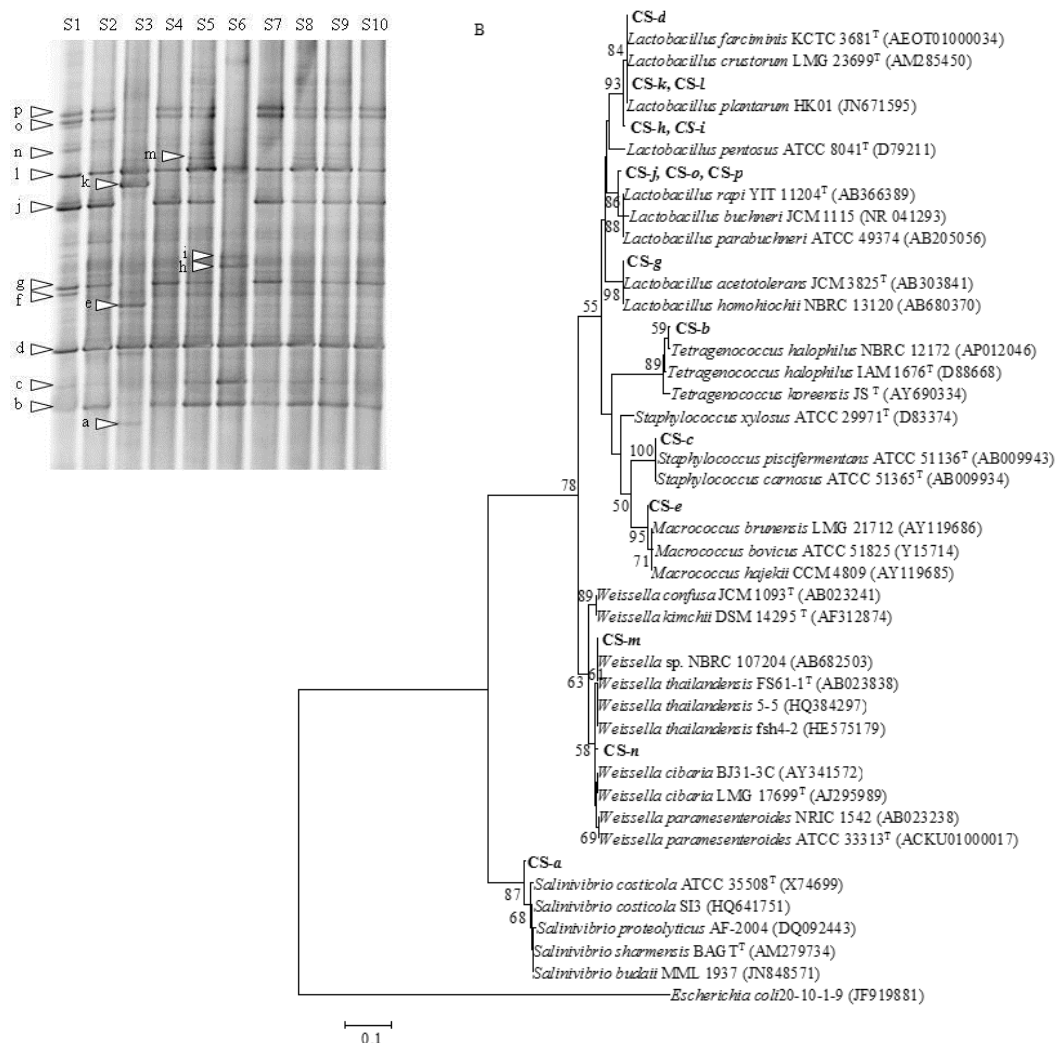 S1 S2 S3 S4 S5 S6 S7 S8 S9 S10
p
o
n
m
l
k
j
i
h
g
f
e
d
c
b
a
B
CS-d
84
Lactobacillus farciminis KCTC 3681T (AEOT01000034)
Lactobacillus crustorum LMG 23699T (AM285450)
93
CS-k, CS-l
Lactobacillus plantarum HK01 (JN671595)
CS-h, CS-i
Lactobacillus pentosus ATCC 8041T (D79211)
CS-j, CS-o, CS-p
86
Lactobacillus rapi YIT 11204T (AB366389)
Lactobacillus buchneri JCM 1115 (NR 041293)
88
Lactobacillus parabuchneri ATCC 49374 (AB205056)
CS-g
Lactobacillus acetotolerans JCM 3825T (AB303841)
98
Lactobacillus homohiochii NBRC 13120 (AB680370)
55
59
CS-b
Tetragenococcus halophilus NBRC 12172 (AP012046)
89
Tetragenococcus halophilus IAM 1676T (D88668)
Tetragenococcus koreensis JS T (AY690334)
Staphylococcus xylosus ATCC 29971T (D83374)
CS-c
100
Staphylococcus piscifermentans ATCC 51136T (AB009943)
Staphylococcus carnosus ATCC 51365T (AB009934)
78
50
CS-e
Macrococcus brunensis LMG 21712 (AY119686)
95
Macrococcus bovicus ATCC 51825 (Y15714)
71
Macrococcus hajekii CCM 4809 (AY119685)
89
Weissella confusa JCM 1093T (AB023241)
Weissella kimchii DSM 14295 T (AF312874)
CS-m
Weissella sp. NBRC 107204 (AB682503)
61
63
Weissella thailandensis FS61-1T (AB023838)
Weissella thailandensis 5-5 (HQ384297)
Weissella thailandensis fsh4-2 (HE575179)
58
CS-n
Weissella cibaria BJ31-3C (AY341572)
Weissella cibaria LMG 17699T (AJ295989)
Weissella paramesenteroides NRIC 1542 (AB023238)
69
Weissella paramesenteroides ATCC 33313T (ACKU01000017)
CS-a
87
Salinivibrio costicola ATCC 35508T (X74699)
68
Salinivibrio costicola SI3 (HQ641751)
Salinivibrio proteolyticus AF-2004 (DQ092443)
Salinivibrio sharmensis BAG TT (AM279734)
Salinivibrio budaii MML 1937 (JN848571)
Escherichia coli20-10-1-9 (JF919881)
0.1